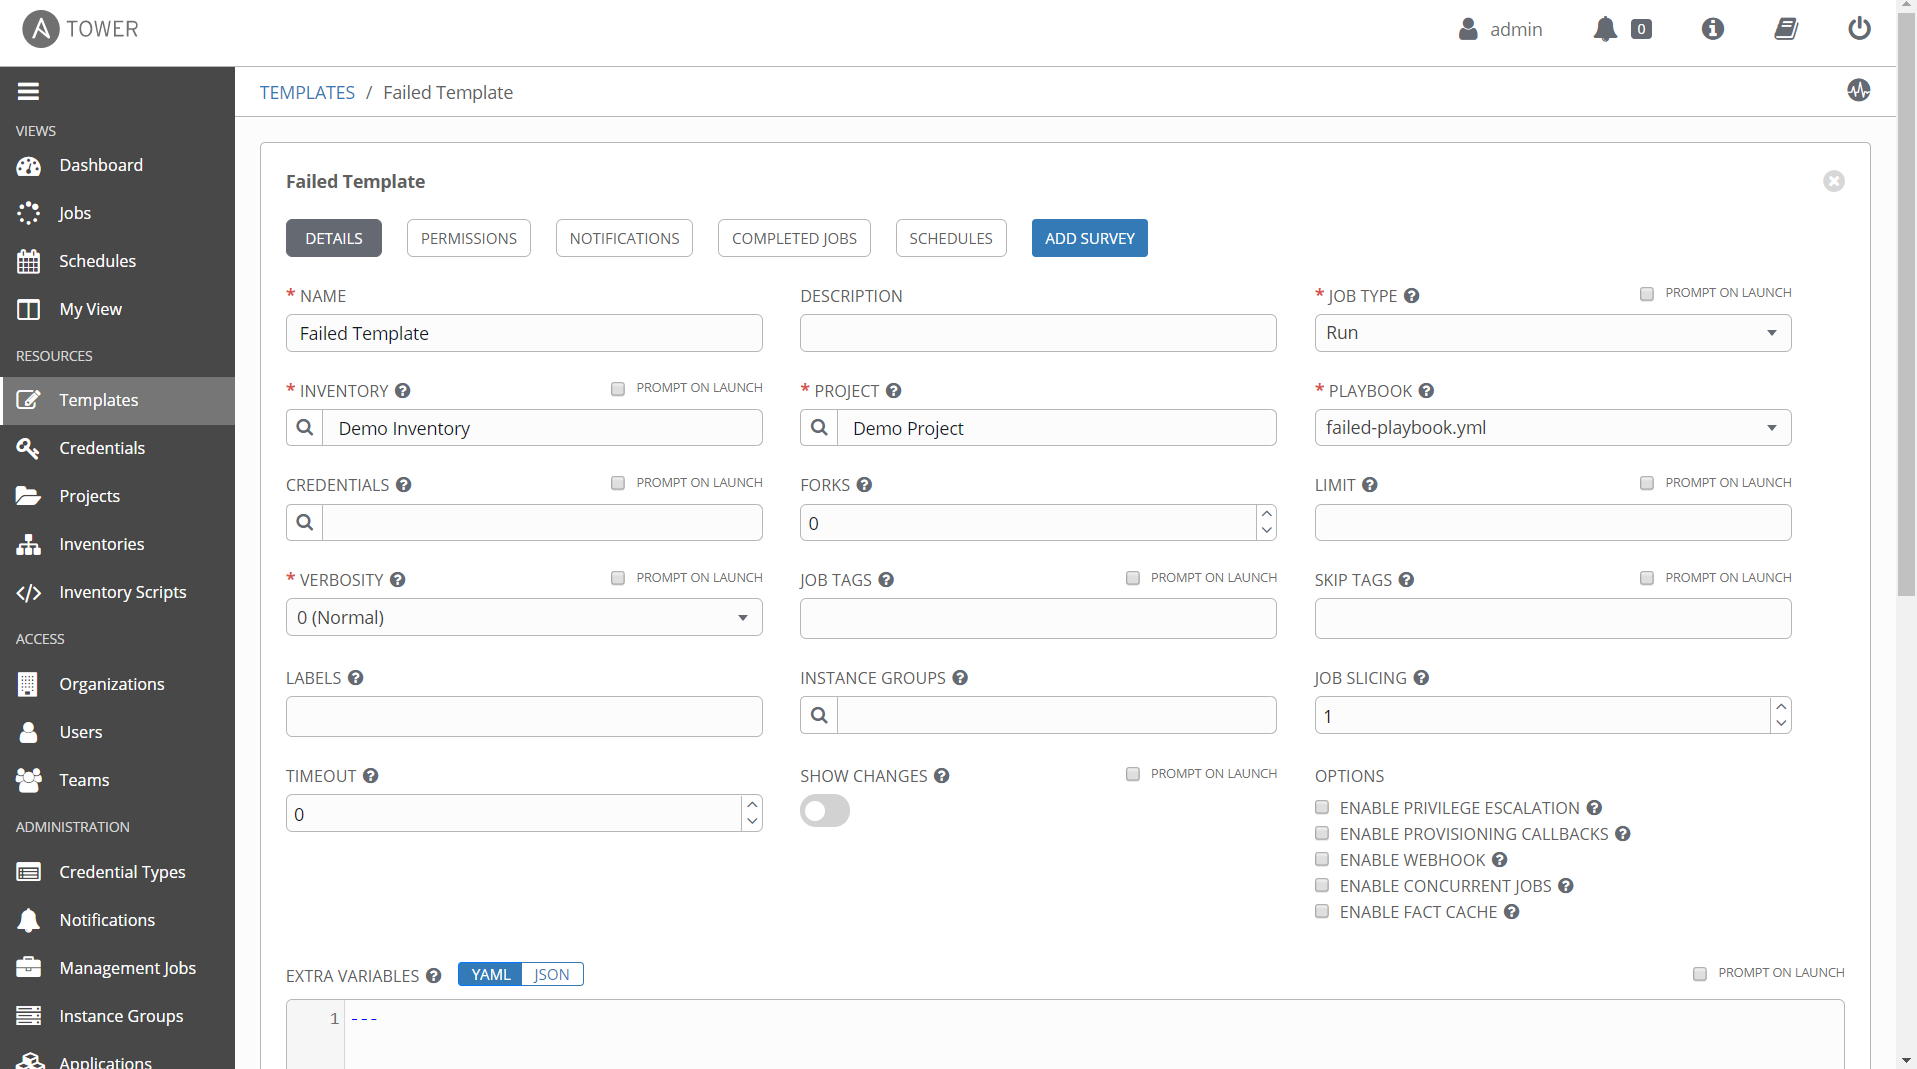 TOWER
admin
0
TEMPLATES / Failed Template
VIEWS
Dashboard
Jobs
Schedules
My View
RESOURCES
Templates
Credentials
Projects
Inventories
Inventory Scripts
ACCESS
Organizations
Users
Teams
ADMINISTRATION
Credential Types
Notifications
Management Jobs
Instance Groups
Applications
Failed Template
DETAILS
PERMISSIONS
NOTIFICATIONS
COMPLETED JOBS
SCHEDULES
ADD SURVEY
* NAME
Failed Template
DESCRIPTION
* JOB TYPE
PROMPT ON LAUNCH
Run
* INVENTORY
PROMPT ON LAUNCH
Demo Inventory
* PROJECT
Demo Project
* PLAYBOOK
failed-playbook.yml
CREDENTIALS
PROMPT ON LAUNCH
FORKS
0
LIMIT
PROMPT ON LAUNCH
* VERBOSITY
PROMPT ON LAUNCH
0 (Normal)
JOB TAGS
PROMPT ON LAUNCH
SKIP TAGS
PROMPT ON LAUNCH
LABELS
INSTANCE GROUPS
JOB SLICING
1
TIMEOUT
0
SHOW CHANGES
PROMPT ON LAUNCH
OPTIONS
ENABLE PRIVILEGE ESCALATION
ENABLE PROVISIONING CALLBACKS
ENABLE WEBHOOK
ENABLE CONCURRENT JOBS
ENABLE FACT CACHE
EXTRA VARIABLES
YAML
JSON
PROMPT ON LAUNCH
1 ---